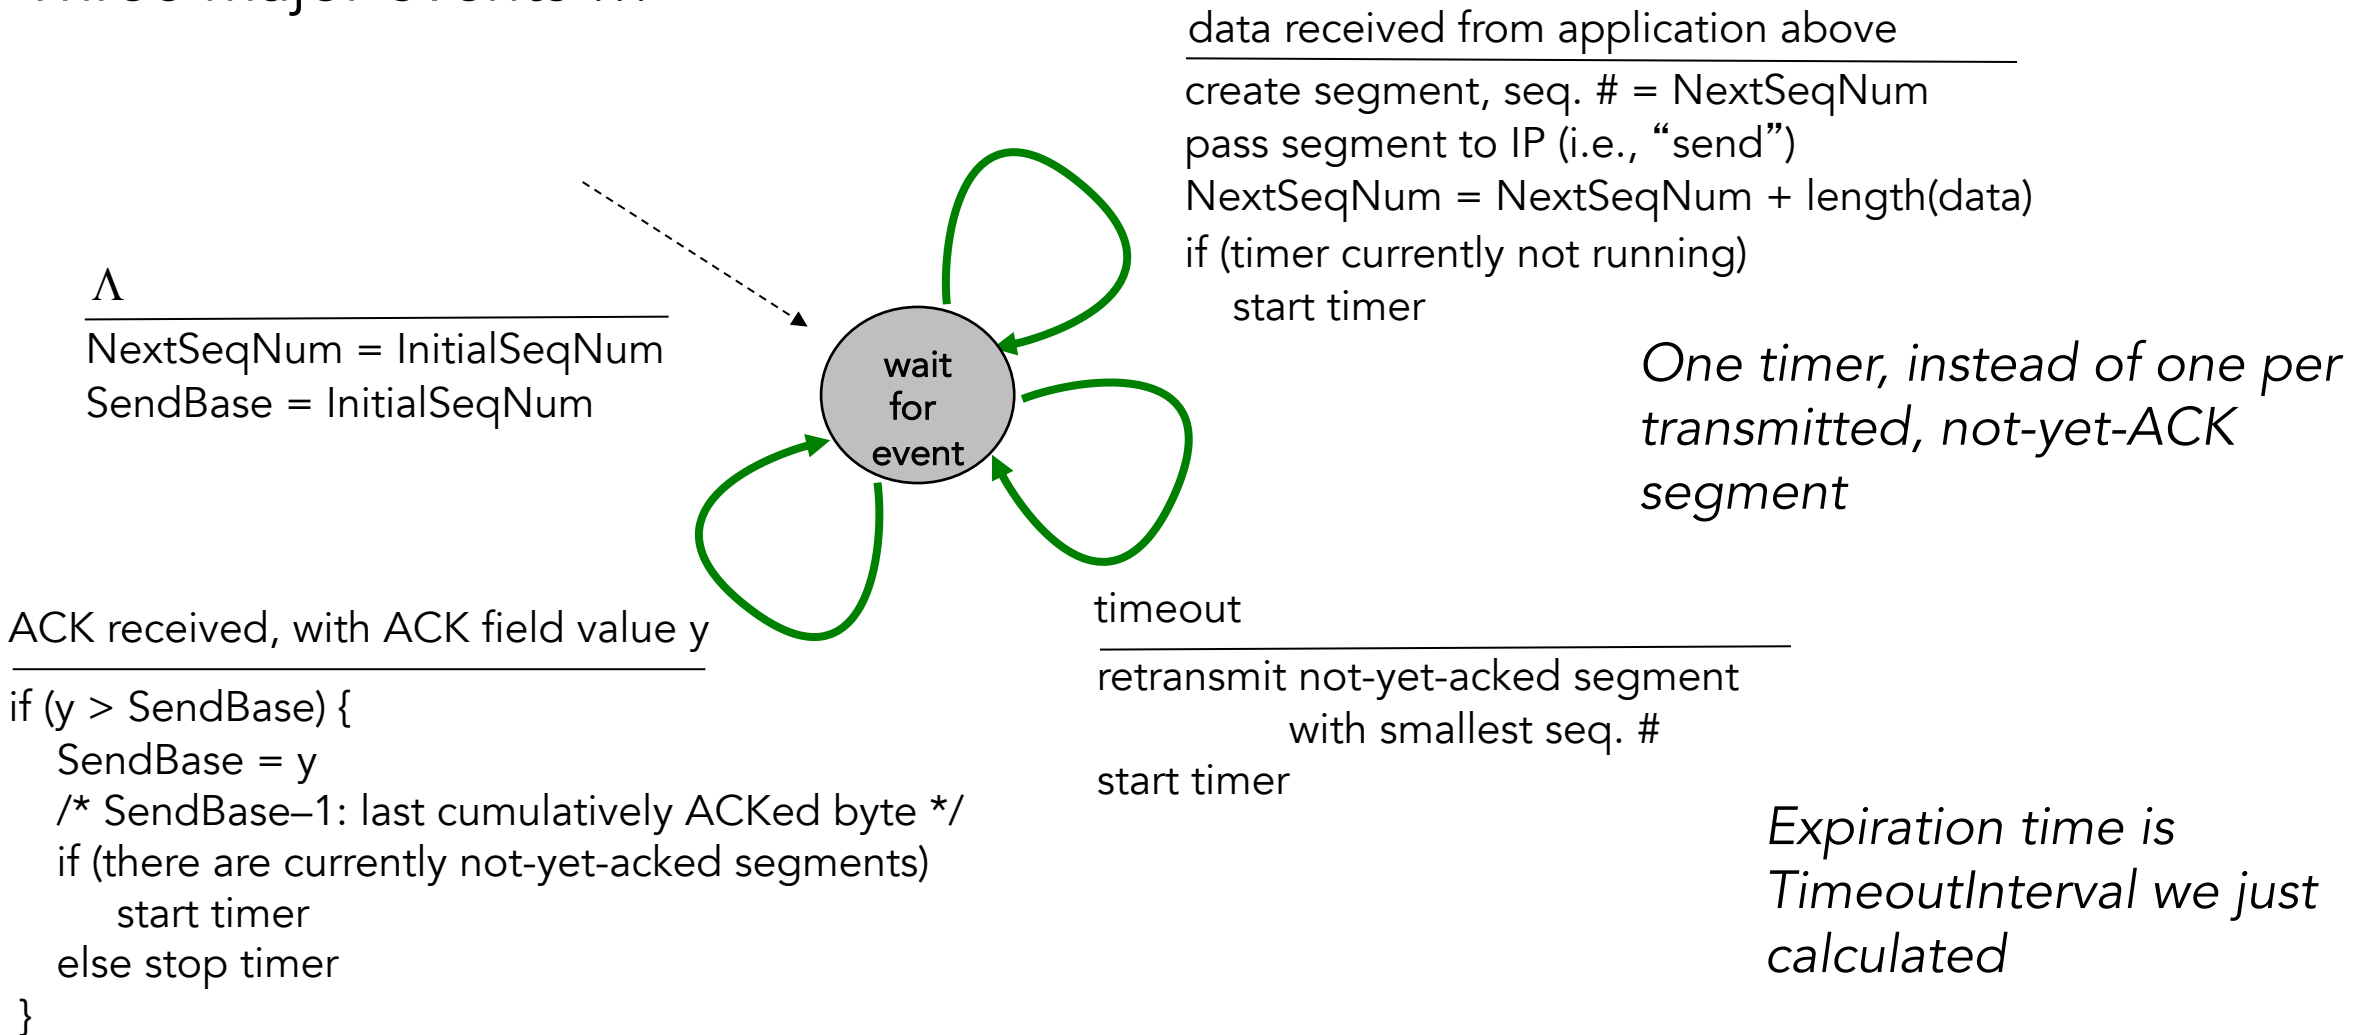 Three major events ...
data received from application above
create segment, seq. # = NextSeqNum
pass segment to IP (i.e., “send”)
NextSeqNum = NextSeqNum + length(data)
if (timer currently not running)
start timer
Λ
NextSeqNum = InitialSeqNum
SendBase = InitialSeqNum
wait
for
event
One timer, instead of one per
transmitted, not-yet-ACK
segment
ACK received, with ACK field value y
if (y > SendBase) {
SendBase = y
/* SendBase–1: last cumulatively ACKed byte */
if (there are currently not-yet-acked segments)
start timer
else stop timer
}
timeout
retransmit not-yet-acked segment
with smallest seq. #
start timer
Expiration time is
TimeoutInterval we just
calculated